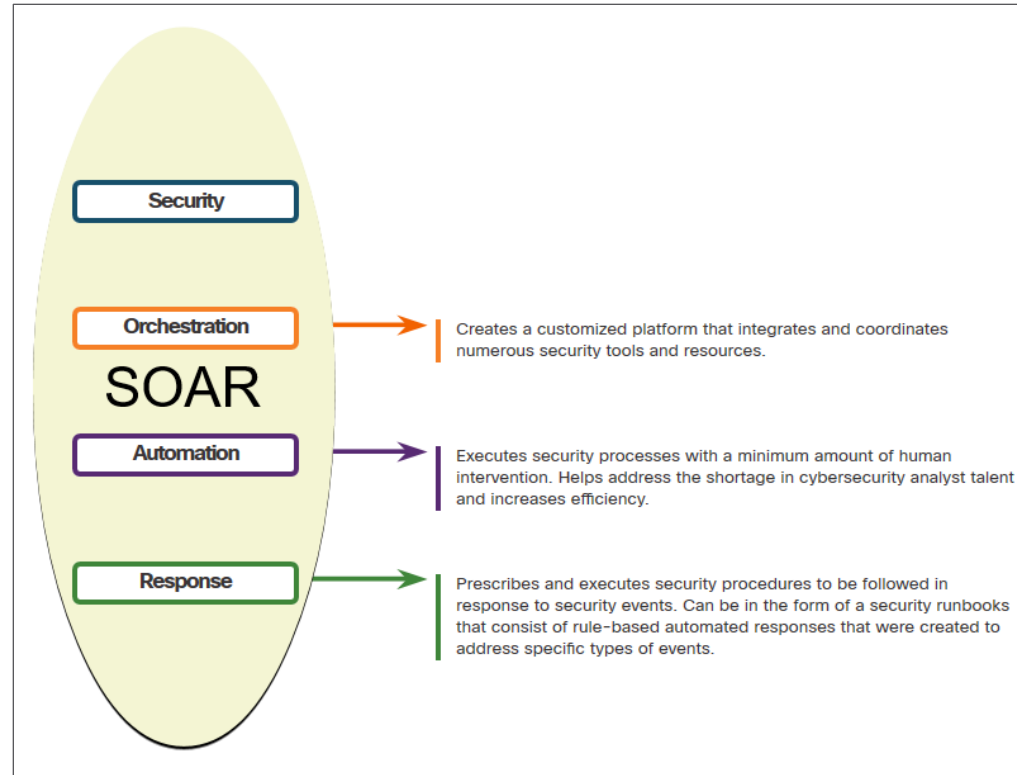 Security
Orchestration
Creates a customized platform that integrates and coordinates
numerous security tools and resources.
SOAR
Automation
Executes security processes with a minimum amount of human
intervention. Helps address the shortage in cybersecurity analyst talent
and increases efficiency.
Response
Prescribes and executes security procedures to be followed in
response to security events. Can be in the form of a security runbooks
that consist of rule-based automated responses that were created to
address specific types of events.